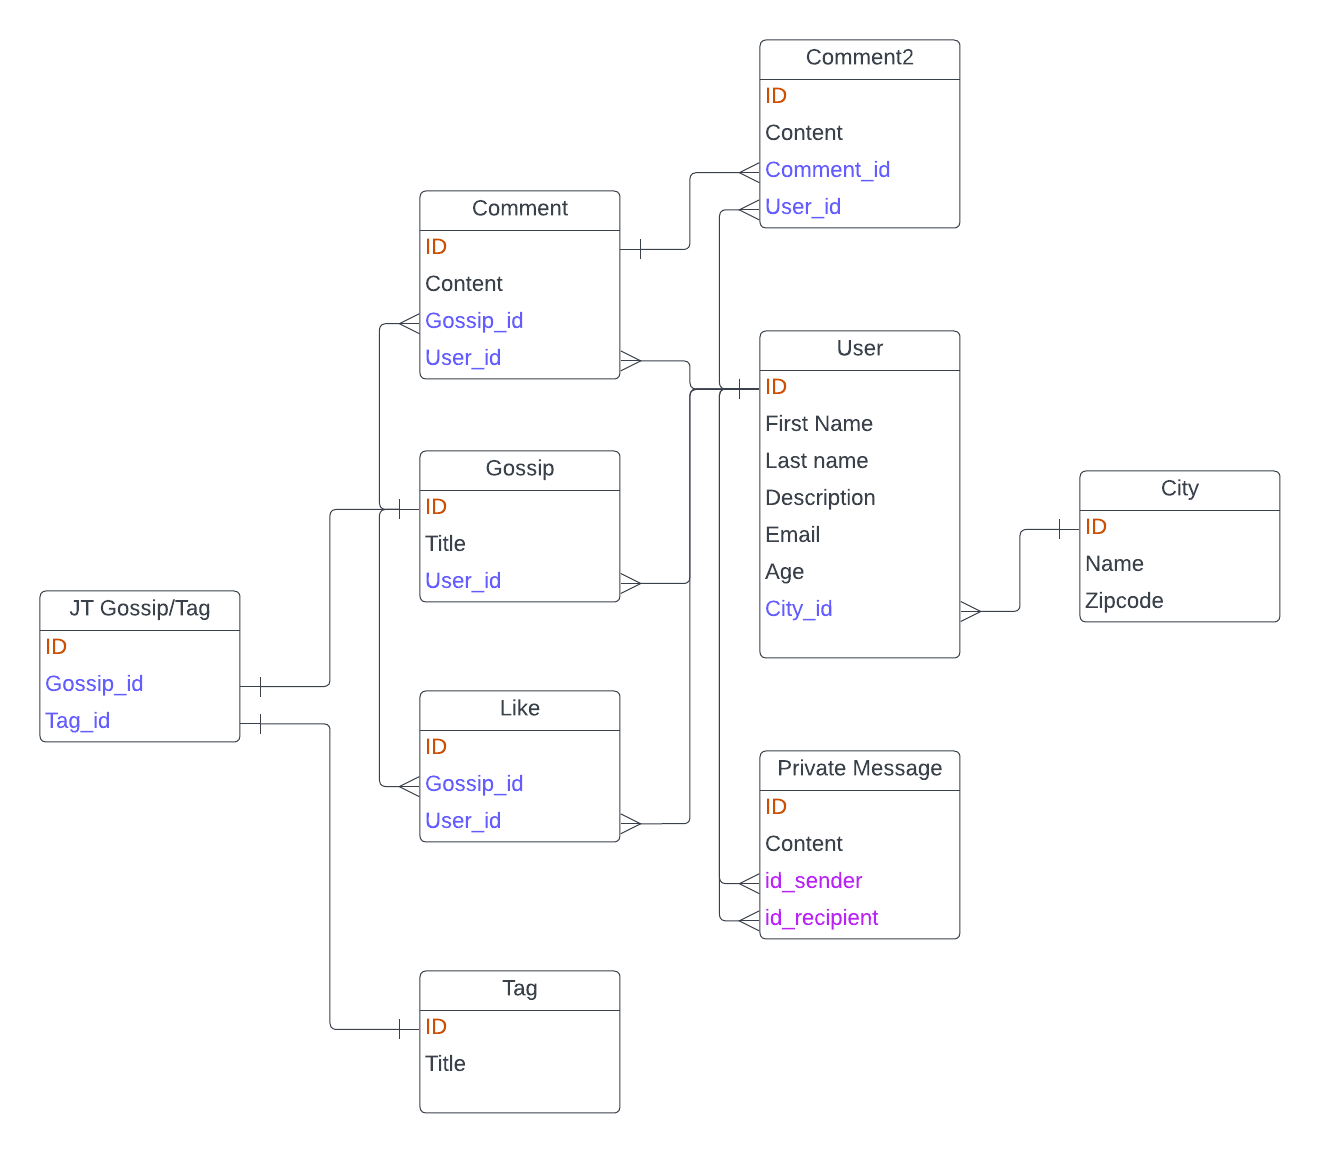 Comment2
ID
Content
Comment_id
User_id
Comment
ID
Content
Gossip_id
User_id
User
ID
First Name
Last name
Description
Email
Age
City_id
Gossip
ID
Title
User_id
City
ID
Name
Zipcode
JT Gossip/Tag
ID
Gossip_id
Tag_id
Like
ID
Gossip_id
User_id
Private Message
ID
Content
id_sender
id_recipient
Tag
ID
Title